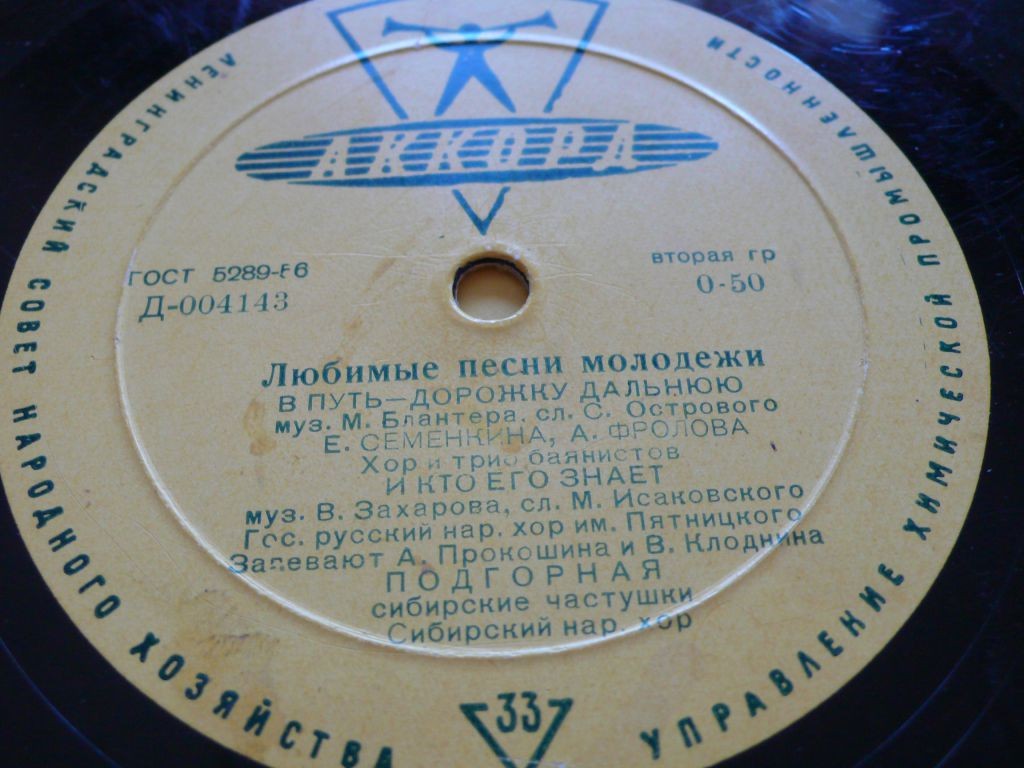 ЛЕНИНГРАДСКИЙ СОВЕТ НАРОДНОГО ХОЗЯЙСТВА
УПРАВЛЕНИЕ ХИМИЧЕСКОЙ ПРОМЫШЛЕННОСТИ
АККОРД
ГОСТ 5289-56
Д-004143
вторая гр
0-50
Любимые песни молодежи
В ПУТЬ—ДОРОЖКУ ДАЛЬНЮЮ
муз. М. Блантера, сл. С. Острового
Е. СЕМЕНКИНА, А. ФРОЛОВА
Хор и трио баянистов
И КТО ЕГО ЗНАЕТ
муз. В. Захарова, сл. М. Исаковского
Гос. русский нар. хор им. Пятницкого
Запевают А. Прокошина и В. Клоднина
ПОДГОРНАЯ
сибирские частушки
Сибирский нар. хор
33